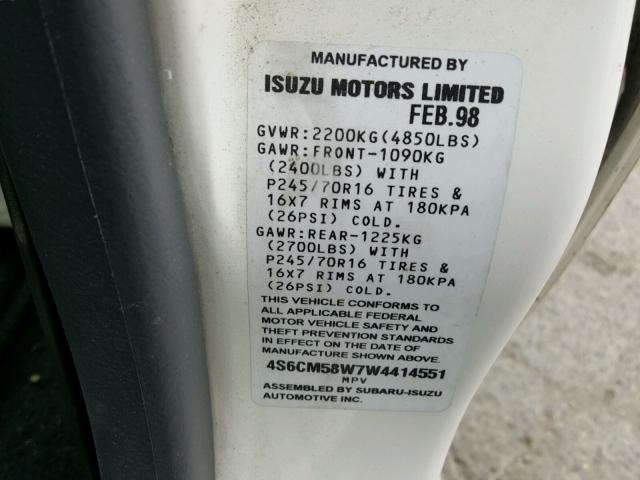 MANUFACTURED BY
ISUZU MOTORS LIMITED
FEB.98
GVWR:2200KG(4850LBS)
GAWR:FRONT-1090KG
(2400LBS) WITH
P245/70R16 TIRES &
16X7 RIMS AT 180KPA
(26PSI) COLD.
GAWR:REAR-1225KG
(2700LBS) WITH
P245/70R16 TIRES &
16X7 RIMS AT 180KPA
(26PSI) COLD.
THIS VEHICLE CONFORMS TO
ALL APPLICABLE FEDERAL
MOTOR VEHICLE SAFETY AND
THEFT PREVENTION STANDARDS
IN EFFECT ON THE DATE OF
MANUFACTURE SHOWN ABOVE.
4S6CM58W7W4414551
MPV
ASSEMBLED BY SUBARU-ISUZU
AUTOMOTIVE INC.